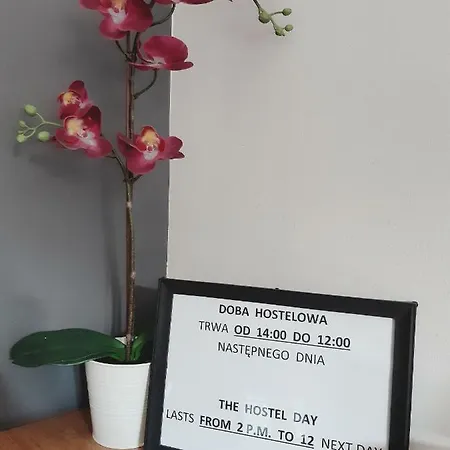 DOBA HOSTELOWA
TRWA OD 14:00 DO 12:00
NASTĘPNEGO DNIA
THE HOSTEL DAY
LASTS FROM 2 P.M. TO 12 NEXT DAY